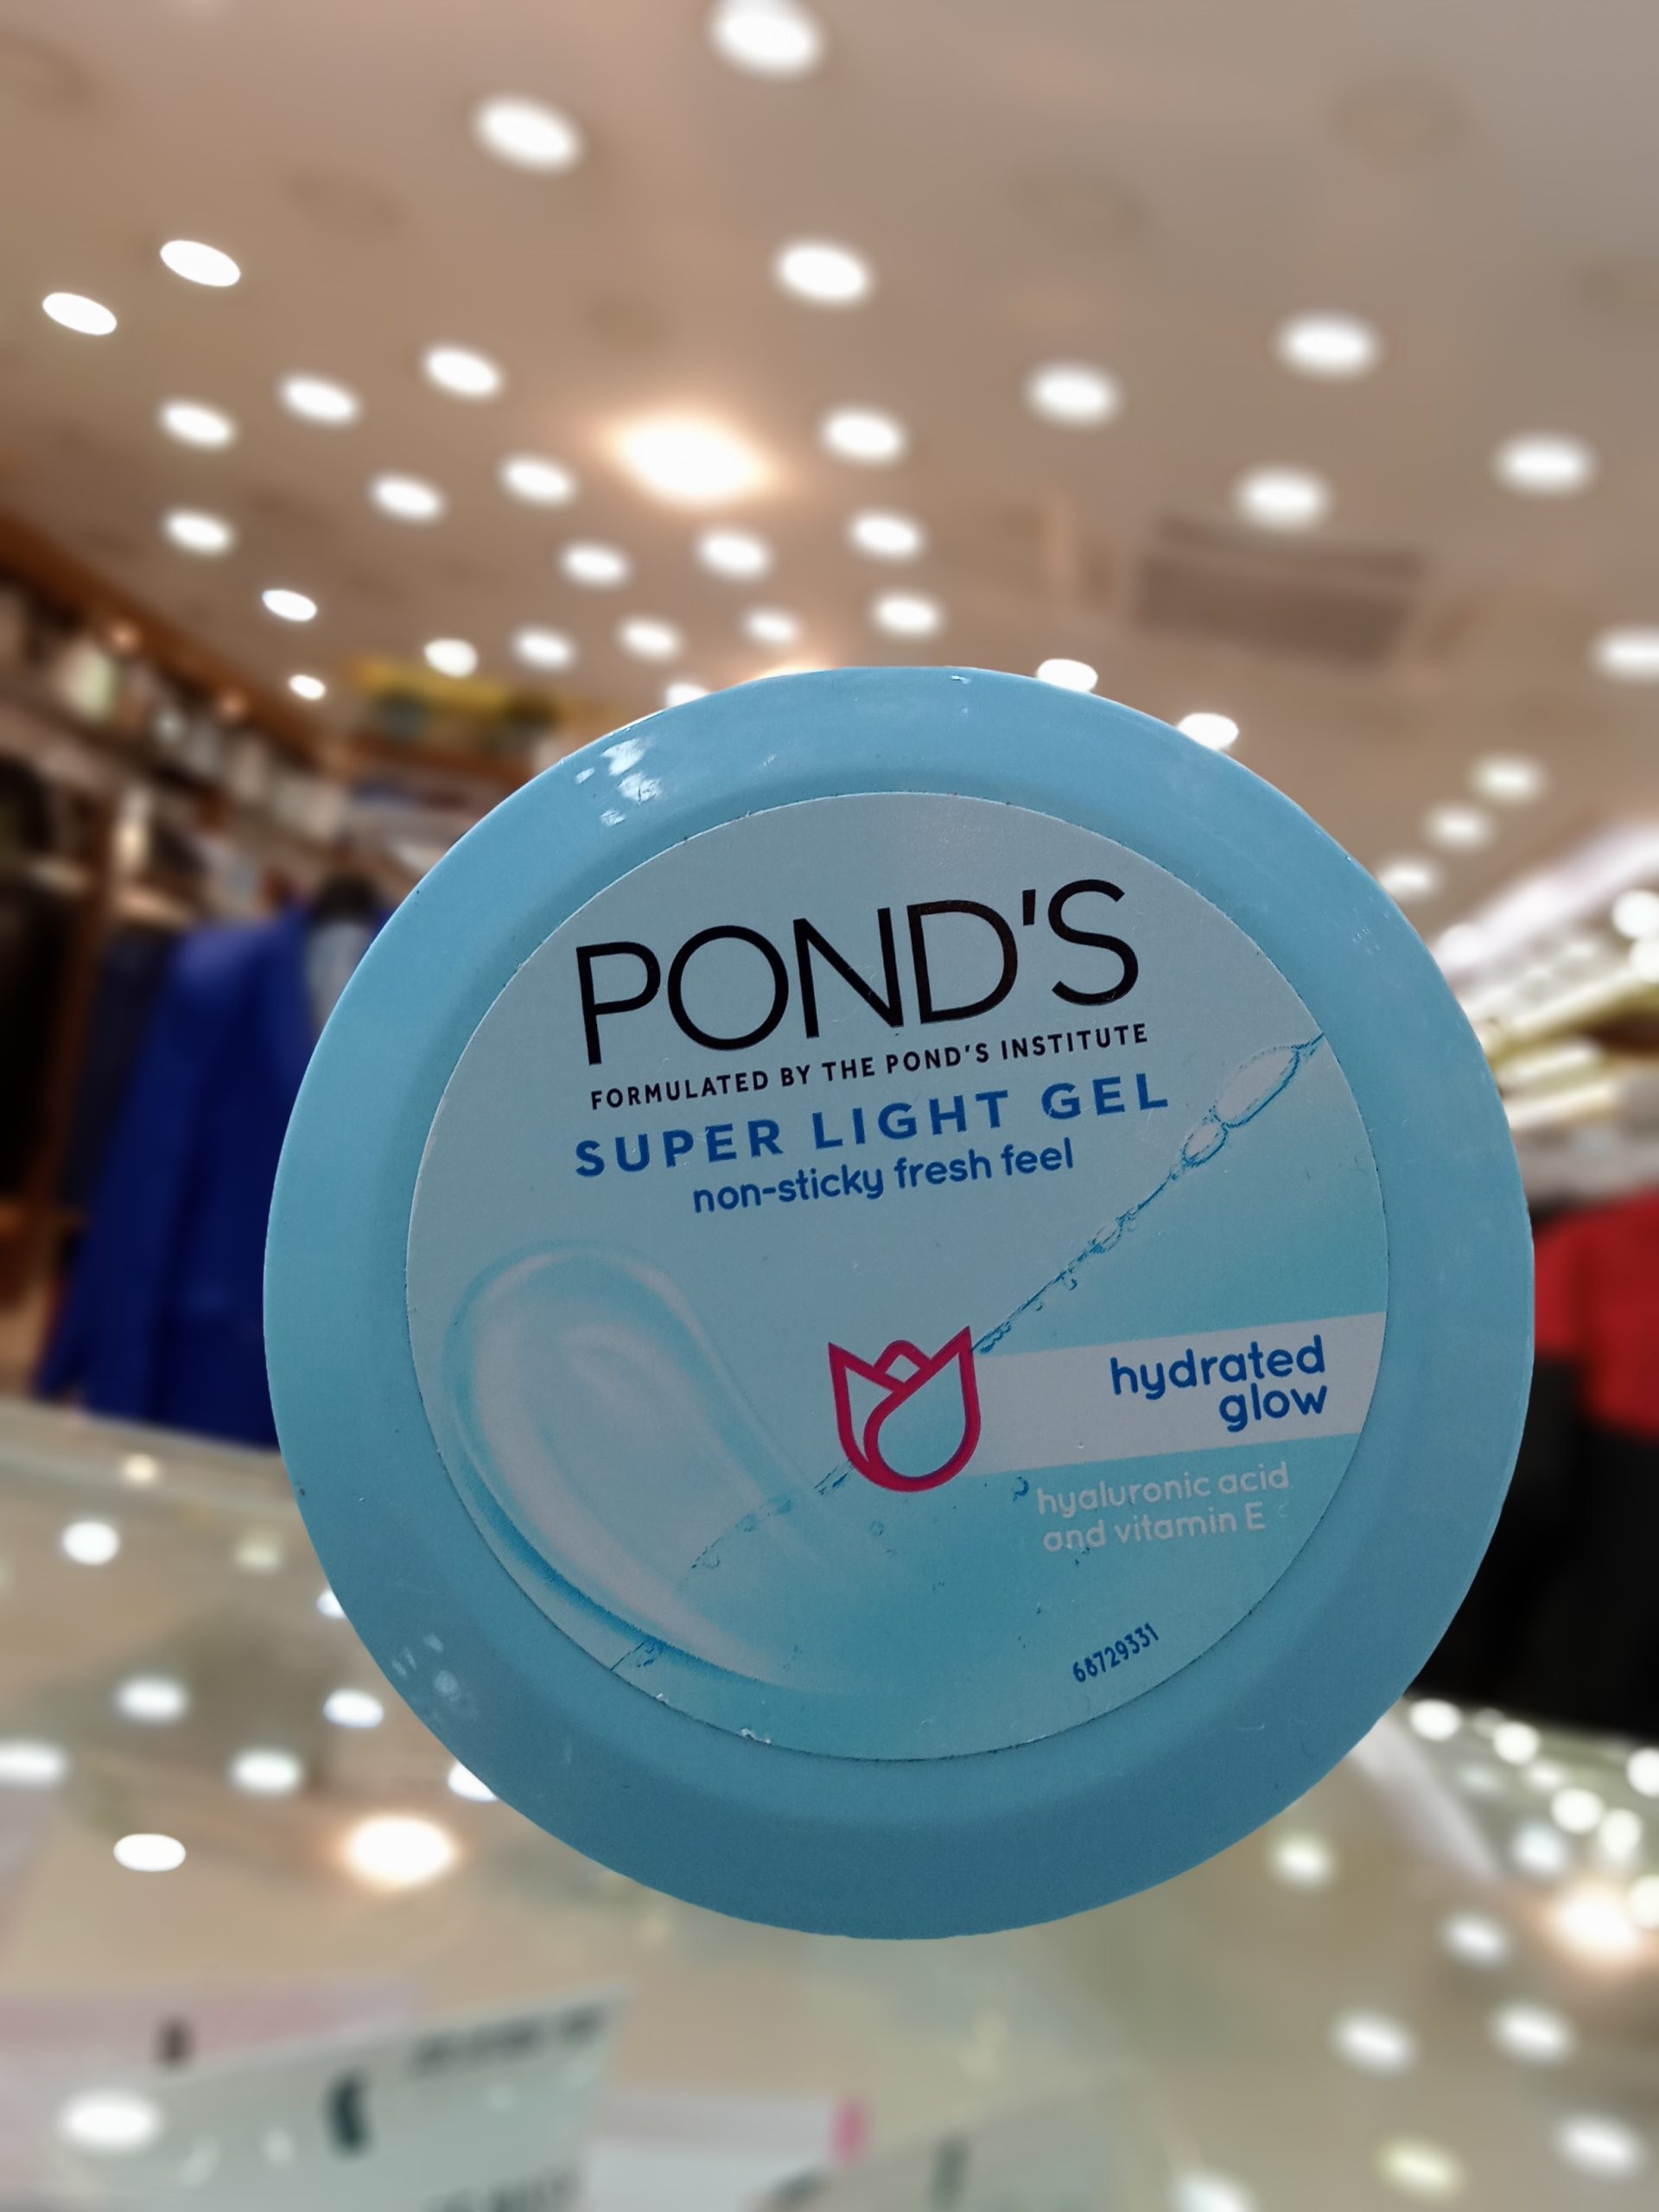 POND'S
FORMULATED BY THE POND'S INSTITUTE
SUPER LIGHT GEL
non-sticky fresh feel
hydrated
glow
hyaluronic acid
and vitamin E
68729331